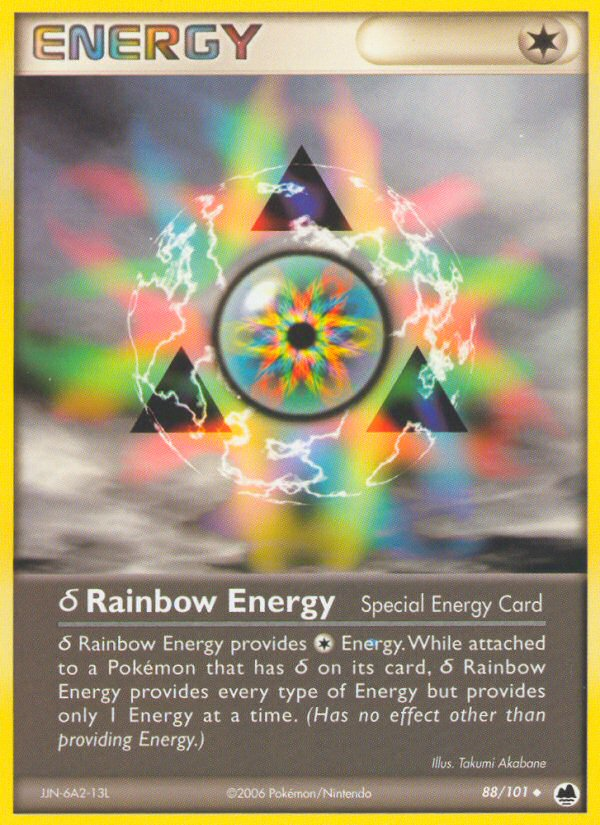 ENERGY
δ Rainbow Energy Special Energy Card
δ Rainbow Energy provides Energy. While attached
to a Pokémon that has δ on its card, δ Rainbow
Energy provides every type of Energy but provides
only 1 Energy at a time. (Has no effect other than
providing Energy.)
Illus. Takumi Akabane
JJN-6A2-13L ©2006 Pokémon/Nintendo 88/101